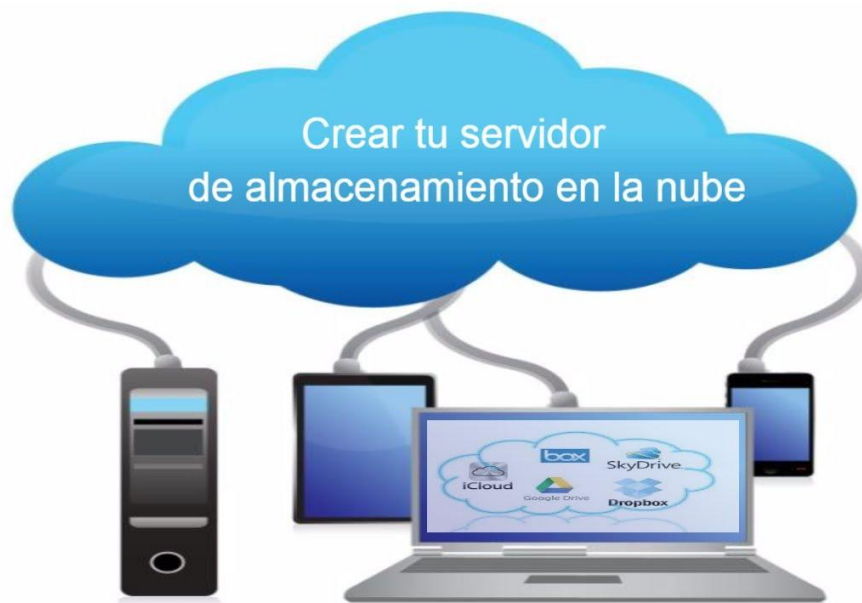 Crear tu servidor
de almacenamiento en la nube
box
SkyDrive
iCloud
Google Drive
Dropbox